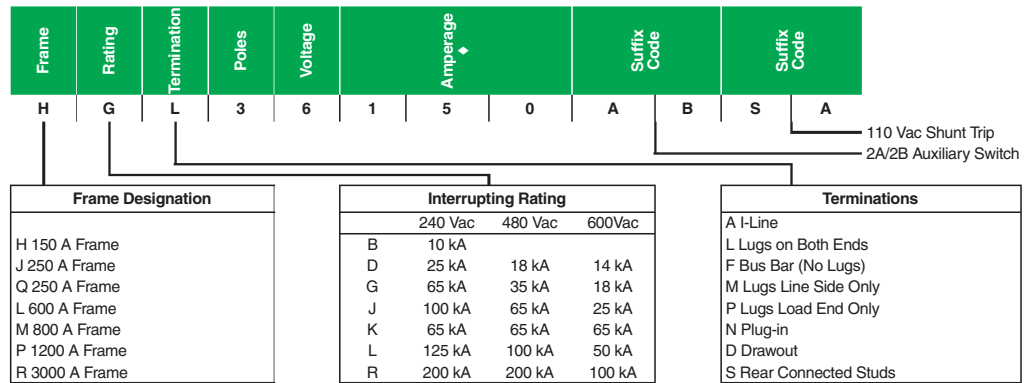 Frame Rating Termination Poles Voltage Amperage ♦ Suffix Code Suffix Code
H G L 3 6 1 5 0 A B S A
110 Vac Shunt Trip
2A/2B Auxiliary Switch
Frame Designation
H 150 A Frame
J 250 A Frame
Q 250 A Frame
L 600 A Frame
M 800 A Frame
P 1200 A Frame
R 3000 A Frame
Interrupting Rating
240 Vac 480 Vac 600Vac
B 10 kA
D 25 kA 18 kA 14 kA
G 65 kA 35 kA 18 kA
J 100 kA 65 kA 25 kA
K 65 kA 65 kA 65 kA
L 125 kA 100 kA 50 kA
R 200 kA 200 kA 100 kA
Terminations
A I-Line
L Lugs on Both Ends
F Bus Bar (No Lugs)
M Lugs Line Side Only
P Lugs Load End Only
N Plug-in
D Drawout
S Rear Connected Studs